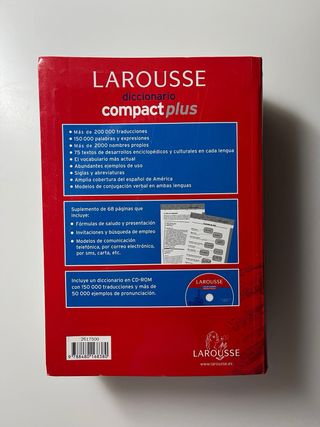 LAROUSSE
diccionario
compact plus
• Más de 200 000 traducciones
• 150 000 palabras y expresiones
• Más de 2000 nombres propios
• 75 textos de desarrollos enciclopédicos y culturales en cada lengua
• El vocabulario más actual
• Abundantes ejemplos de uso
• Siglas y abreviaturas
• Amplia cobertura del español de América
• Modelos de conjugación verbal en ambas lenguas
Suplemento de 68 páginas que
incluye:
• Fórmulas de saludo y presentación
• Invitaciones y búsqueda de empleo
• Modelos de comunicación
telefónica, por correo electrónico,
por sms, carta, etc.
Incluye un diccionario en CD-ROM
con 150 000 traducciones y más de
50 000 ejemplos de pronunciación.
LAROUSSE
2617500
LAROUSSE
www.larousse.es